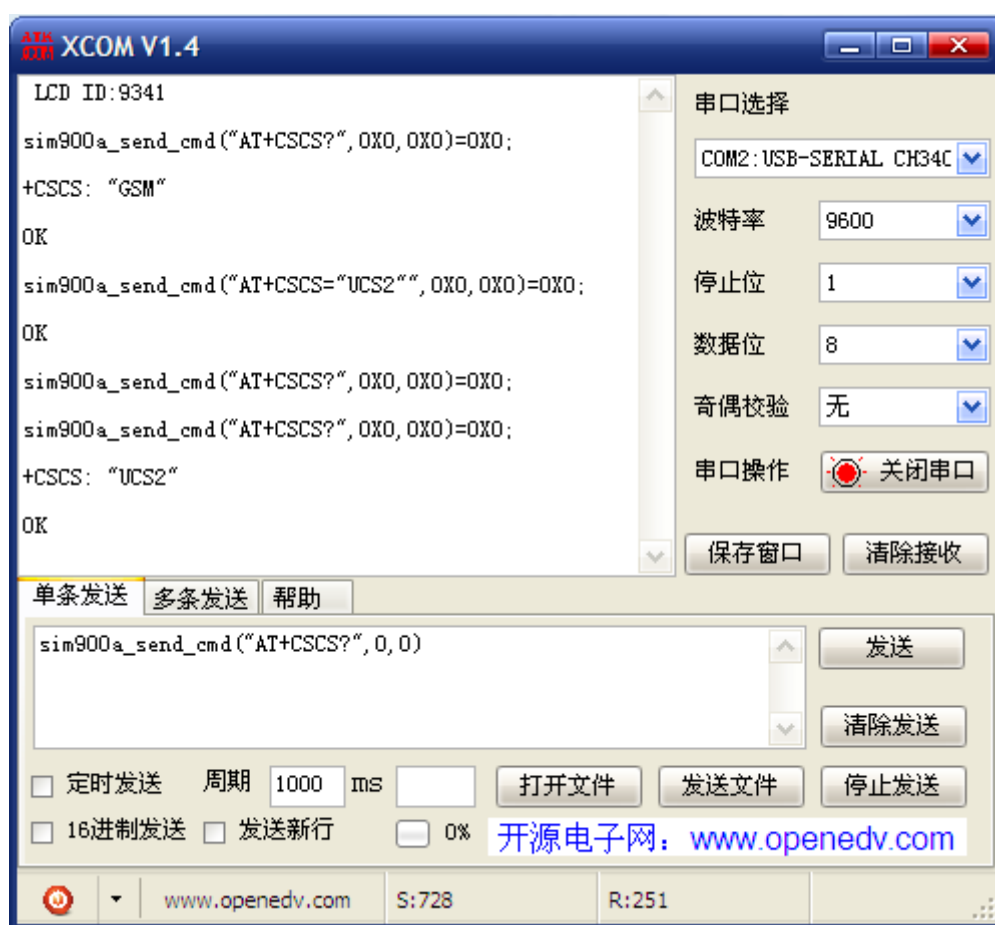 ATK XCOM V1.4
LCD ID:9341
sim900a_send_cmd("AT+CSCS?",0X0,0X0)=0X0;
+CSCS: "GSM"
OK
sim900a_send_cmd("AT+CSCS="UCS2"",0X0,0X0)=0X0;
OK
sim900a_send_cmd("AT+CSCS?",0X0,0X0)=0X0;
sim900a_send_cmd("AT+CSCS?",0X0,0X0)=0X0;
+CSCS: "UCS2"
OK
串口选择
COM2:USB-SERIAL CH34
波特率 9600
停止位 1
数据位 8
奇偶校验 无
串口操作 关闭串口
保存窗口 清除接收
单条发送 多条发送 帮助
sim900a_send_cmd("AT+CSCS?",0,0)
发送
清除发送
定时发送 周期 1000 ms 打开文件 发送文件 停止发送
16进制发送 发送新行 0% 开源电子网：www.openedv.com
www.openedv.com S:728 R:251